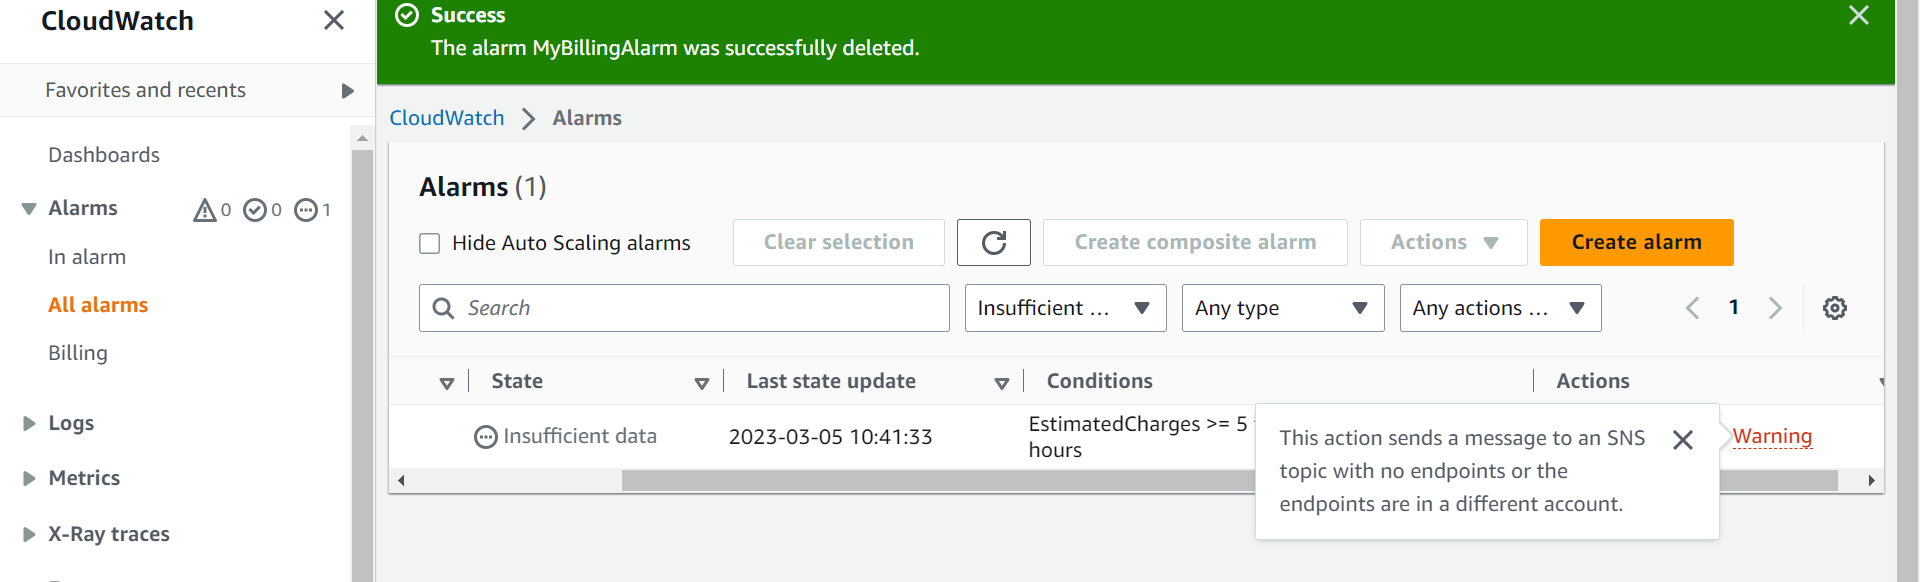 CloudWatch
Favorites and recents
Dashboards
Alarms 0 0 1
In alarm
All alarms
Billing
Logs
Metrics
X-Ray traces
Success
The alarm MyBillingAlarm was successfully deleted.
CloudWatch Alarms
Alarms (1)
Hide Auto Scaling alarms Clear selection Create composite alarm Actions Create alarm
Search Insufficient ... Any type Any actions ... 1
State Last state update Conditions Actions
Insufficient data 2023-03-05 10:41:33 EstimatedCharges >= 5
hours
Warning
This action sends a message to an SNS
topic with no endpoints or the
endpoints are in a different account.